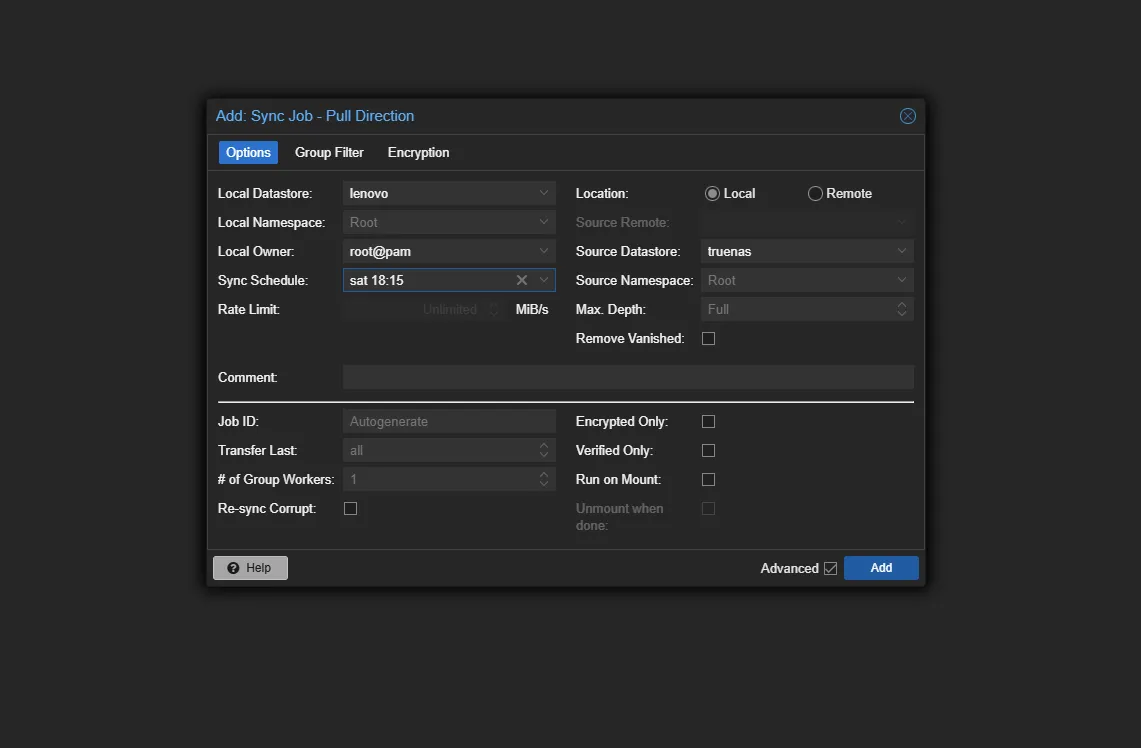 Add: Sync Job - Pull Direction
Options Group Filter Encryption
Local Datastore: lenovo Location: Local Remote
Local Namespace: Root Source Remote:
Local Owner: root@pam Source Datastore: truenas
Sync Schedule: sat 18:15 Source Namespace: Root
Rate Limit: Unlimited MiB/s Max. Depth: Full
Remove Vanished:
Comment:
Job ID: Autogenerate Encrypted Only:
Transfer Last: all Verified Only:
# of Group Workers: 1 Run on Mount:
Re-sync Corrupt: Unmount when
done:
Help Advanced Add